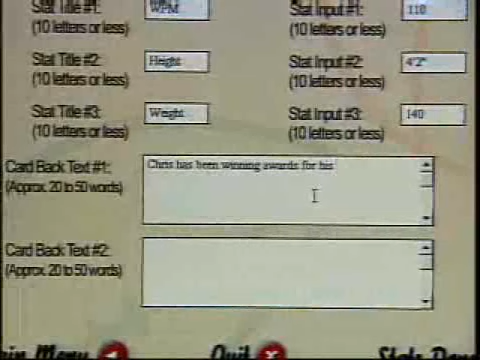 Stat Title #1: WPM Stat Input #1: 110
(10 letters or less) (10 letters or less)
Stat Title #2: Height Stat Input #2: 4'2"
(10 letters or less) (10 letters or less)
Stat Title #3: Weight Stat Input #3: 140
(10 letters or less) (10 letters or less)
Card Back Text #1: Chris has been winning awards for his
(Approx. 20 to 50 words)
Card Back Text #2:
(Approx. 20 to 50 words)
ain Menu Quit